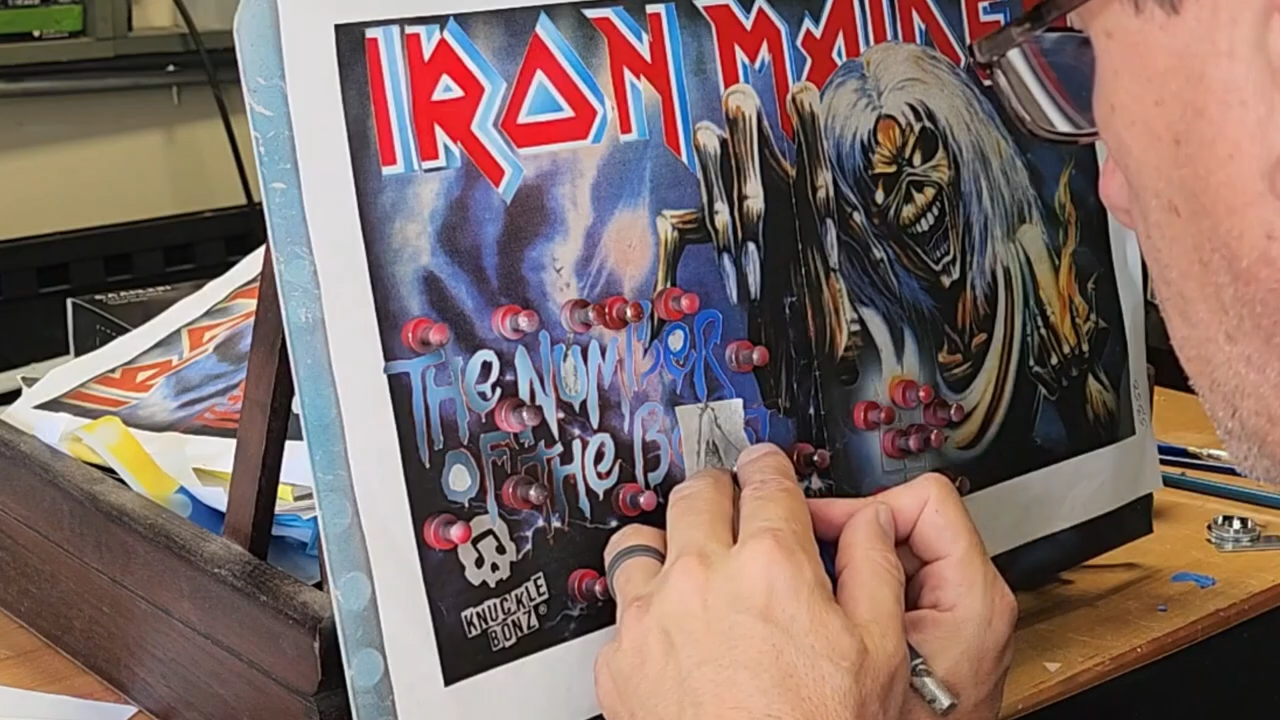 IRON MAIDE
THE NUMBER
OF THE B
KNUCKLE
BONZ®